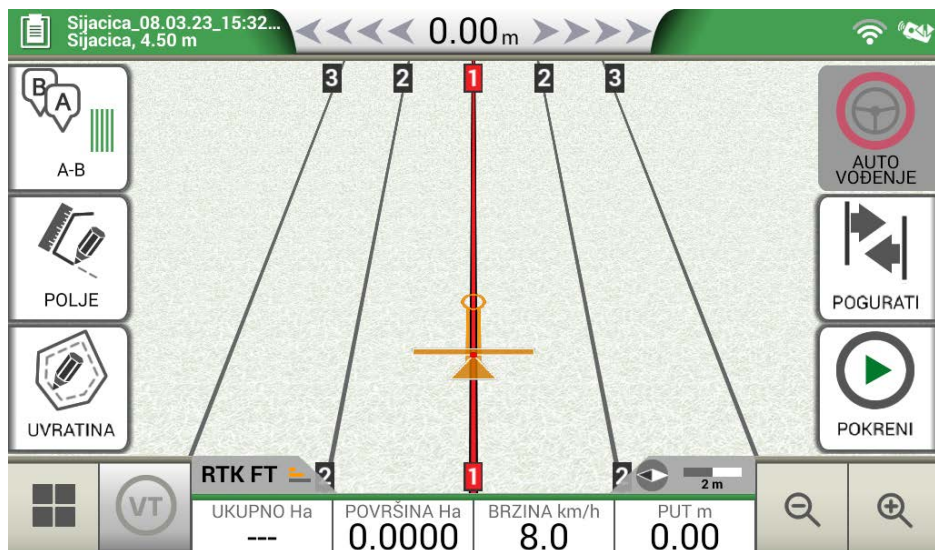 Sijacica_08.03.23_15:32...
Sijacica, 4.50 m
0.00 m
3 2 1 2 3
B
A
A-B
AUTO
VOĐENJE
POLJE
POGURATI
UVRATINA
POKRENI
RTK FT
2 1 2
2 m
VT
UKUPNO Ha
---
POVRŠINA Ha
0.0000
BRZINA km/h
8.0
PUT m
0.00